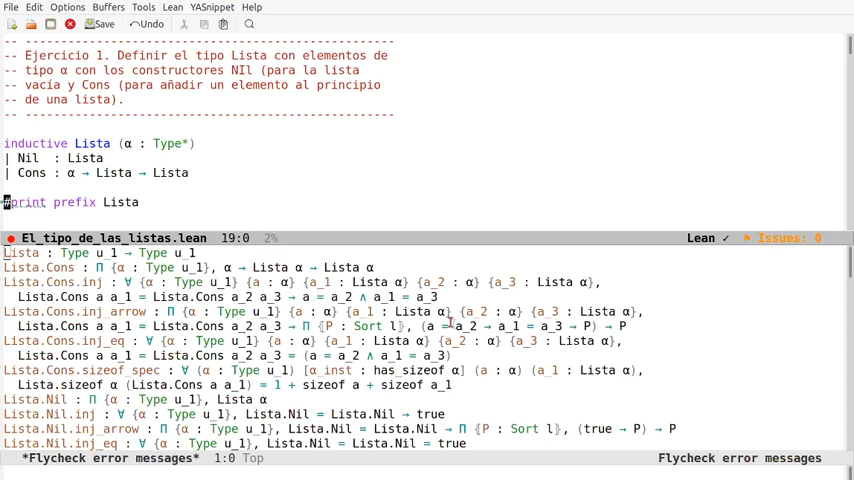 File Edit Options Buffers Tools Lean YASnippet Help
Save Undo
-- ----------------------------------------------------
-- Ejercicio 1. Definir el tipo Lista con elementos de
-- tipo α con los constructores NIl (para la lista
-- vacía y Cons (para añadir un elemento al principio
-- de una lista).
-- ----------------------------------------------------
inductive Lista (α : Type*)
| Nil  : Lista
| Cons : α → Lista → Lista
#print prefix Lista
El_tipo_de_las_listas.lean 19:0 2% Lean ✓ Issues: 0
Lista : Type u_1 → Type u_1
Lista.Cons : Π {α : Type u_1}, α → Lista α → Lista α
Lista.Cons.inj : ∀ {α : Type u_1} {a : α} {a_1 : Lista α} {a_2 : α} {a_3 : Lista α},
Lista.Cons a a_1 = Lista.Cons a_2 a_3 → a = a_2 ∧ a_1 = a_3
Lista.Cons.inj_arrow : Π {α : Type u_1} {a : α} {a_1 : Lista α} {a_2 : α} {a_3 : Lista α},
Lista.Cons a a_1 = Lista.Cons a_2 a_3 → Π ⦃P : Sort l⦄, (a = a_2 → a_1 = a_3 → P) → P
Lista.Cons.inj_eq : ∀ {α : Type u_1} {a : α} {a_1 : Lista α} {a_2 : α} {a_3 : Lista α},
Lista.Cons a a_1 = Lista.Cons a_2 a_3 = (a = a_2 ∧ a_1 = a_3)
Lista.Cons.sizeof_spec : ∀ (α : Type u_1) [α_inst : has_sizeof α] (a : α) (a_1 : Lista α),
Lista.sizeof α (Lista.Cons a a_1) = 1 + sizeof a + sizeof a_1
Lista.Nil : Π {α : Type u_1}, Lista α
Lista.Nil.inj : ∀ {α : Type u_1}, Lista.Nil = Lista.Nil → true
Lista.Nil.inj_arrow : Π {α : Type u_1}, Lista.Nil = Lista.Nil → Π ⦃P : Sort l⦄, (true → P) → P
Lista.Nil.inj_eq : ∀ {α : Type u_1}, Lista.Nil = Lista.Nil = true
*Flycheck error messages* 1:0 Top Flycheck error messages